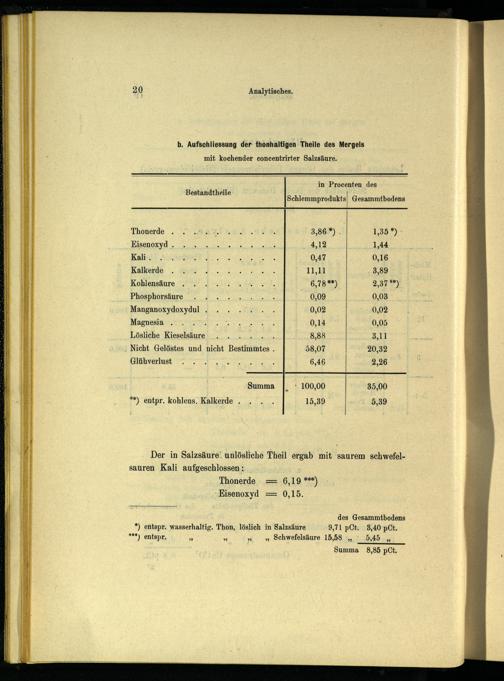 20
Analytisches.
b. Aufschliessung der thonhaltigen Theile des Mergels
mit kochender concentrirter Salzsäure.
Bestandtheile
in Procenten des
Schlemmprodukts Gesammtbodens
Thonerde . . . . . . . . . . 3,86 *) 1,35 *)
Eisenoxyd . . . . . . . . . . 4,12 1,44
Kali . . . . . . . . . . . . 0,47 0,16
Kalkerde . . . . . . . . . . 11,11 3,89
Kohlensäure . . . . . . . . . 6,78 **) 2,37 **)
Phosphorsäure . . . . . . . . 0,09 0,03
Manganoxydoxydul . . . . . . . 0,02 0,02
Magnesia . . . . . . . . . . 0,14 0,05
Lösliche Kieselsäure . . . . . . 8,88 3,11
Nicht Gelöstes und nicht Bestimmtes . 58,07 20,32
Glühverlust . . . . . . . . . 6,46 2,26
Summa 100,00 35,00
**) entpr. kohlens. Kalkerde . . . . 15,39 5,39
Der in Salzsäure unlösliche Theil ergab mit saurem schwefel-
sauren Kali aufgeschlossen:
Thonerde = 6,19 ***)
Eisenoxyd = 0,15.
des Gesammtbodens
*) entspr. wasserhaltig. Thon, löslich in Salzsäure 9,71 pCt. 3,40 pCt.
***) entspr. „ „ „ „ Schwefelsäure 15,58 „ 5,45 „
Summa 8,85 pCt.